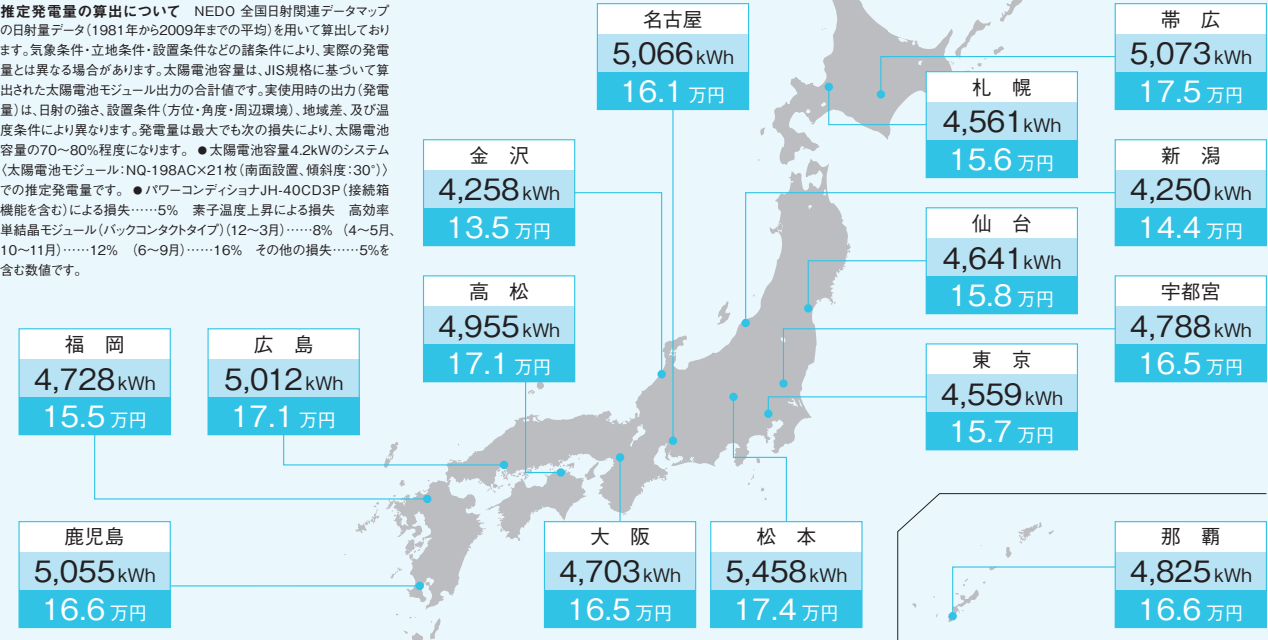 推定発電量の算出について　NEDO 全国日射関連データマップ
の日射量データ（1981年から2009年までの平均）を用いて算出しており
ます。気象条件・立地条件・設置条件などの諸条件により、実際の発電
量とは異なる場合があります。太陽電池容量は、JIS規格に基づいて算
出された太陽電池モジュール出力の合計値です。実使用時の出力（発電
量）は、日射の強さ、設置条件（方位・角度・周辺環境）、地域差、及び温
度条件により異なります。発電量は最大でも次の損失により、太陽電池
容量の70〜80%程度になります。 ●太陽電池容量4.2kWのシステム
〈太陽電池モジュール：NQ-198AC×21枚（南面設置、傾斜度：30°）〉
での推定発電量です。 ●パワーコンディショナJH-40CD3P（接続箱
機能を含む）による損失……5%　素子温度上昇による損失　高効率
単結晶モジュール（バックコンタクトタイプ）（12〜3月）……8%　（4〜5月、
10〜11月）……12%　（6〜9月）……16%　その他の損失……5%を
含む数値です。
名古屋
5,066kWh
16.1万円
帯 広
5,073kWh
17.5万円
札 幌
4,561kWh
15.6万円
金 沢
4,258kWh
13.5万円
新 潟
4,250kWh
14.4万円
仙 台
4,641kWh
15.8万円
高 松
4,955kWh
17.1万円
宇都宮
4,788kWh
16.5万円
福 岡
4,728kWh
15.5万円
広 島
5,012kWh
17.1万円
東 京
4,559kWh
15.7万円
鹿児島
5,055kWh
16.6万円
大 阪
4,703kWh
16.5万円
松 本
5,458kWh
17.4万円
那 覇
4,825kWh
16.6万円